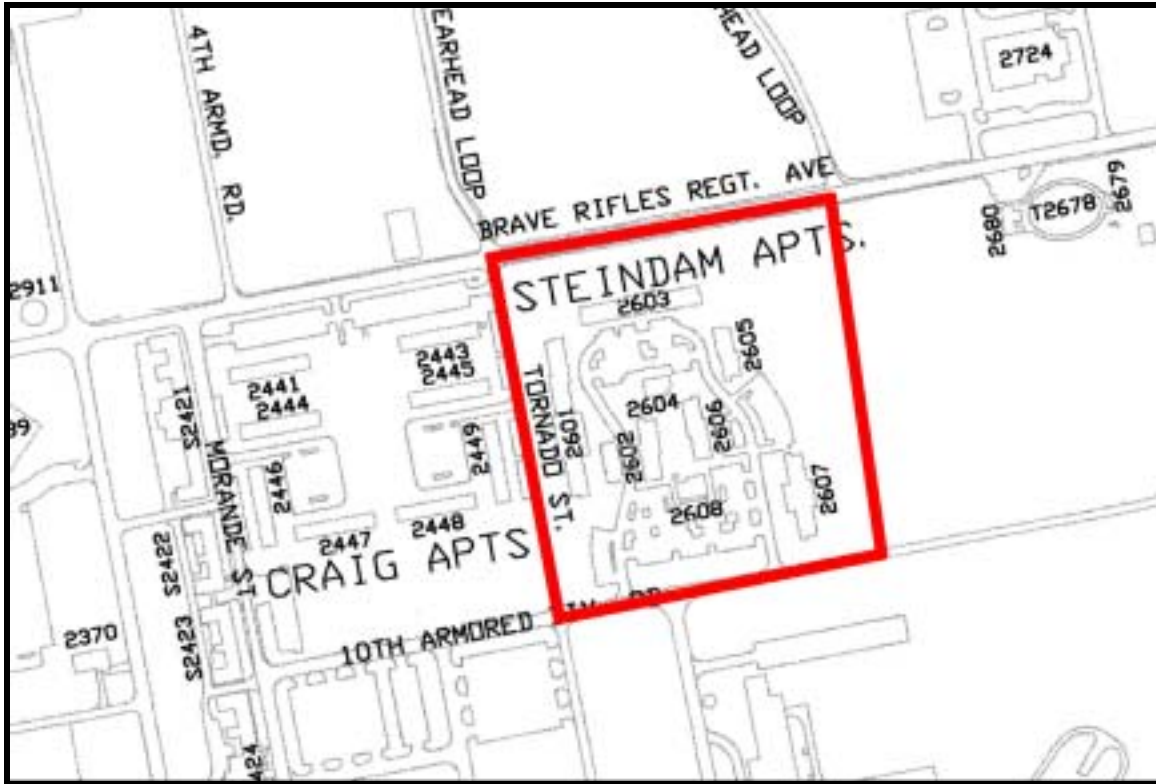 4TH ARMD. RD.
EARHEAD LOOP
HEAD LOOP
2724
BRAVE RIFLES REGT. AVE
T2678
2679
2680
2911
STEINDAM APTS.
2603
2605
2443
2445
2441
2444
S2421
TORNADO ST.
2601
2604
2606
2602
2449
39
MORANDE ST
2446
2607
2608
2448
2447
CRAIG APTS
S2422
S2423
2370
10TH ARMORED
424